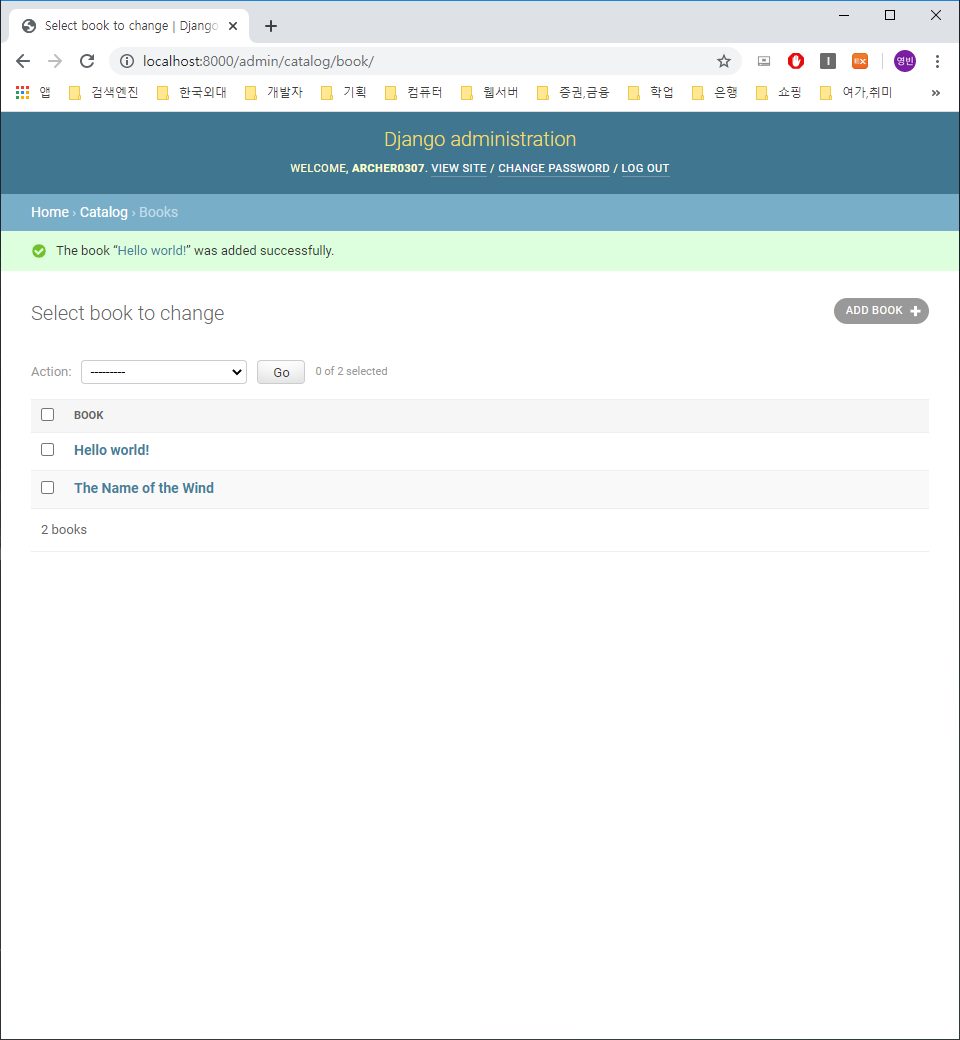 Select book to change | Django
localhost:8000/admin/catalog/book/
영빈
앱 검색엔진 한국외대 개발자 기획 컴퓨터 웹서버 증권,금융 학업 은행 쇼핑 여가,취미 »
Django administration
WELCOME, ARCHER0307. VIEW SITE / CHANGE PASSWORD / LOG OUT
Home › Catalog › Books
The book “Hello world!” was added successfully.
Select book to change
ADD BOOK
Action: --------- Go 0 of 2 selected
BOOK
Hello world!
The Name of the Wind
2 books